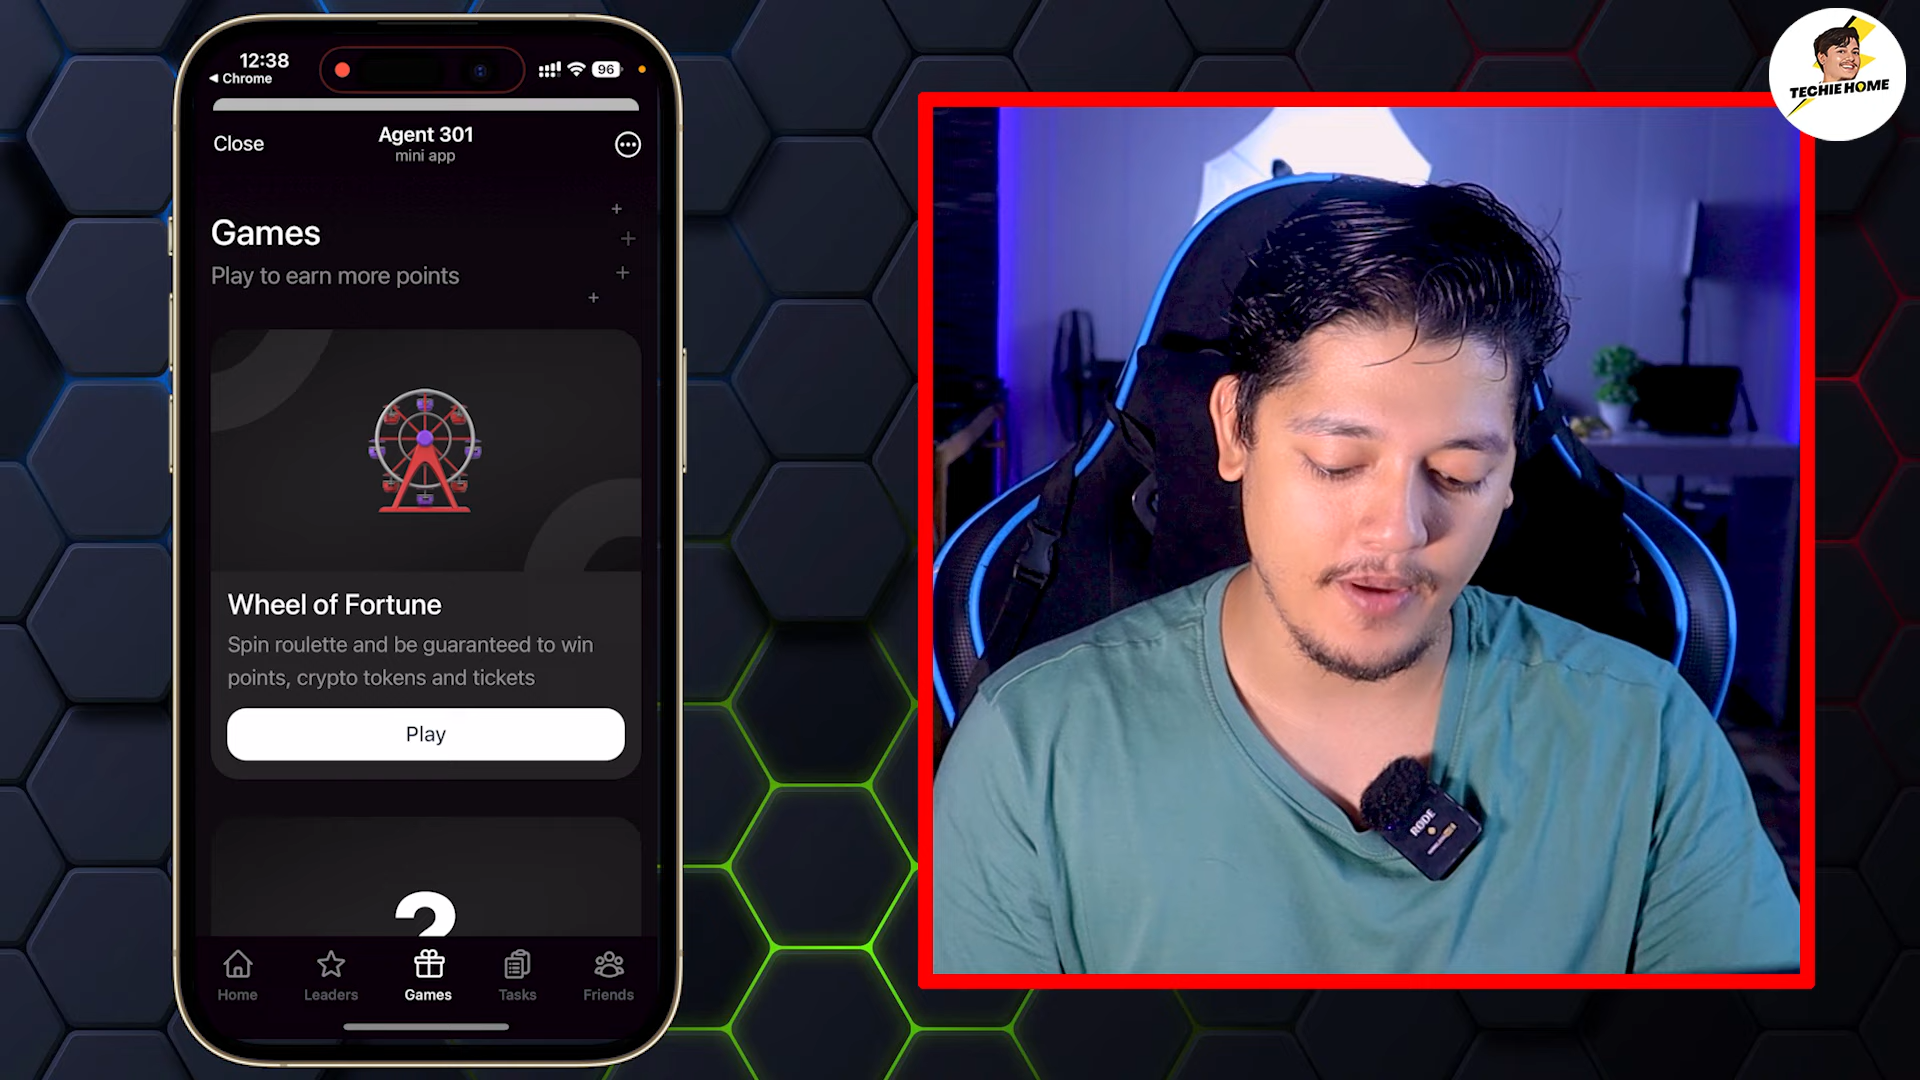 12:38
Chrome
96
Close
Agent 301
mini app
Games
Play to earn more points
Wheel of Fortune
Spin roulette and be guaranteed to win
points, crypto tokens and tickets
Play
?
Home
Leaders
Games
Tasks
Friends
TECHIE HOME
RODE